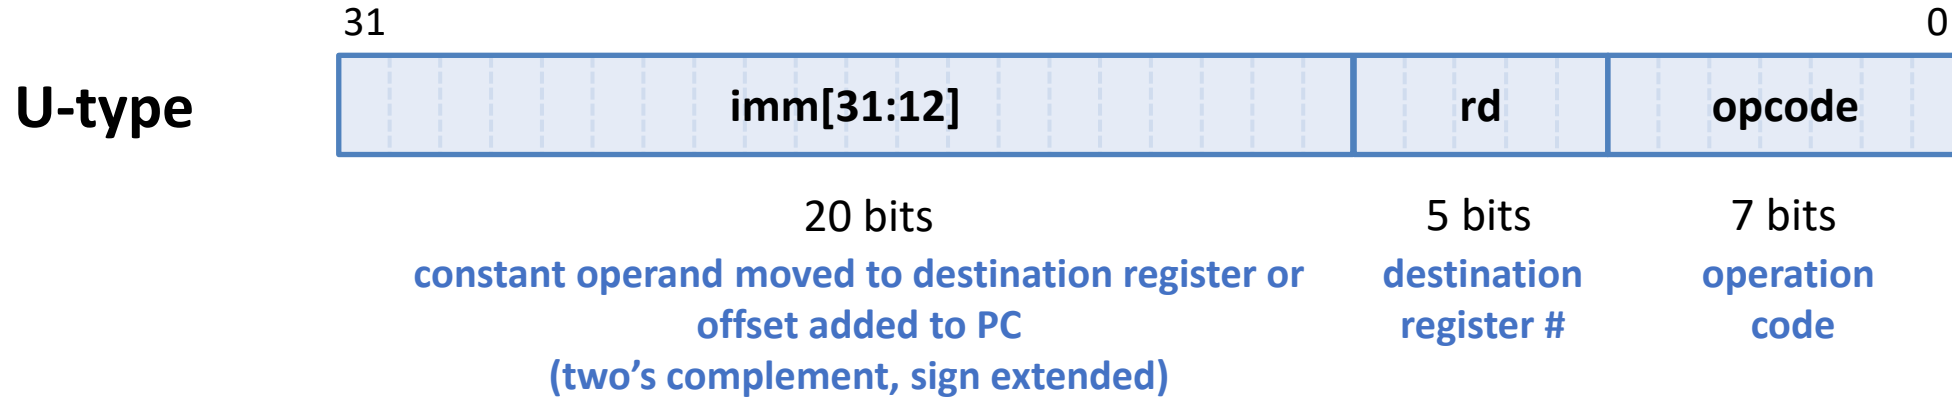 31 0
U-type imm[31:12] rd opcode
20 bits 5 bits 7 bits
constant operand moved to destination register or destination operation
offset added to PC register # code
(two’s complement, sign extended)